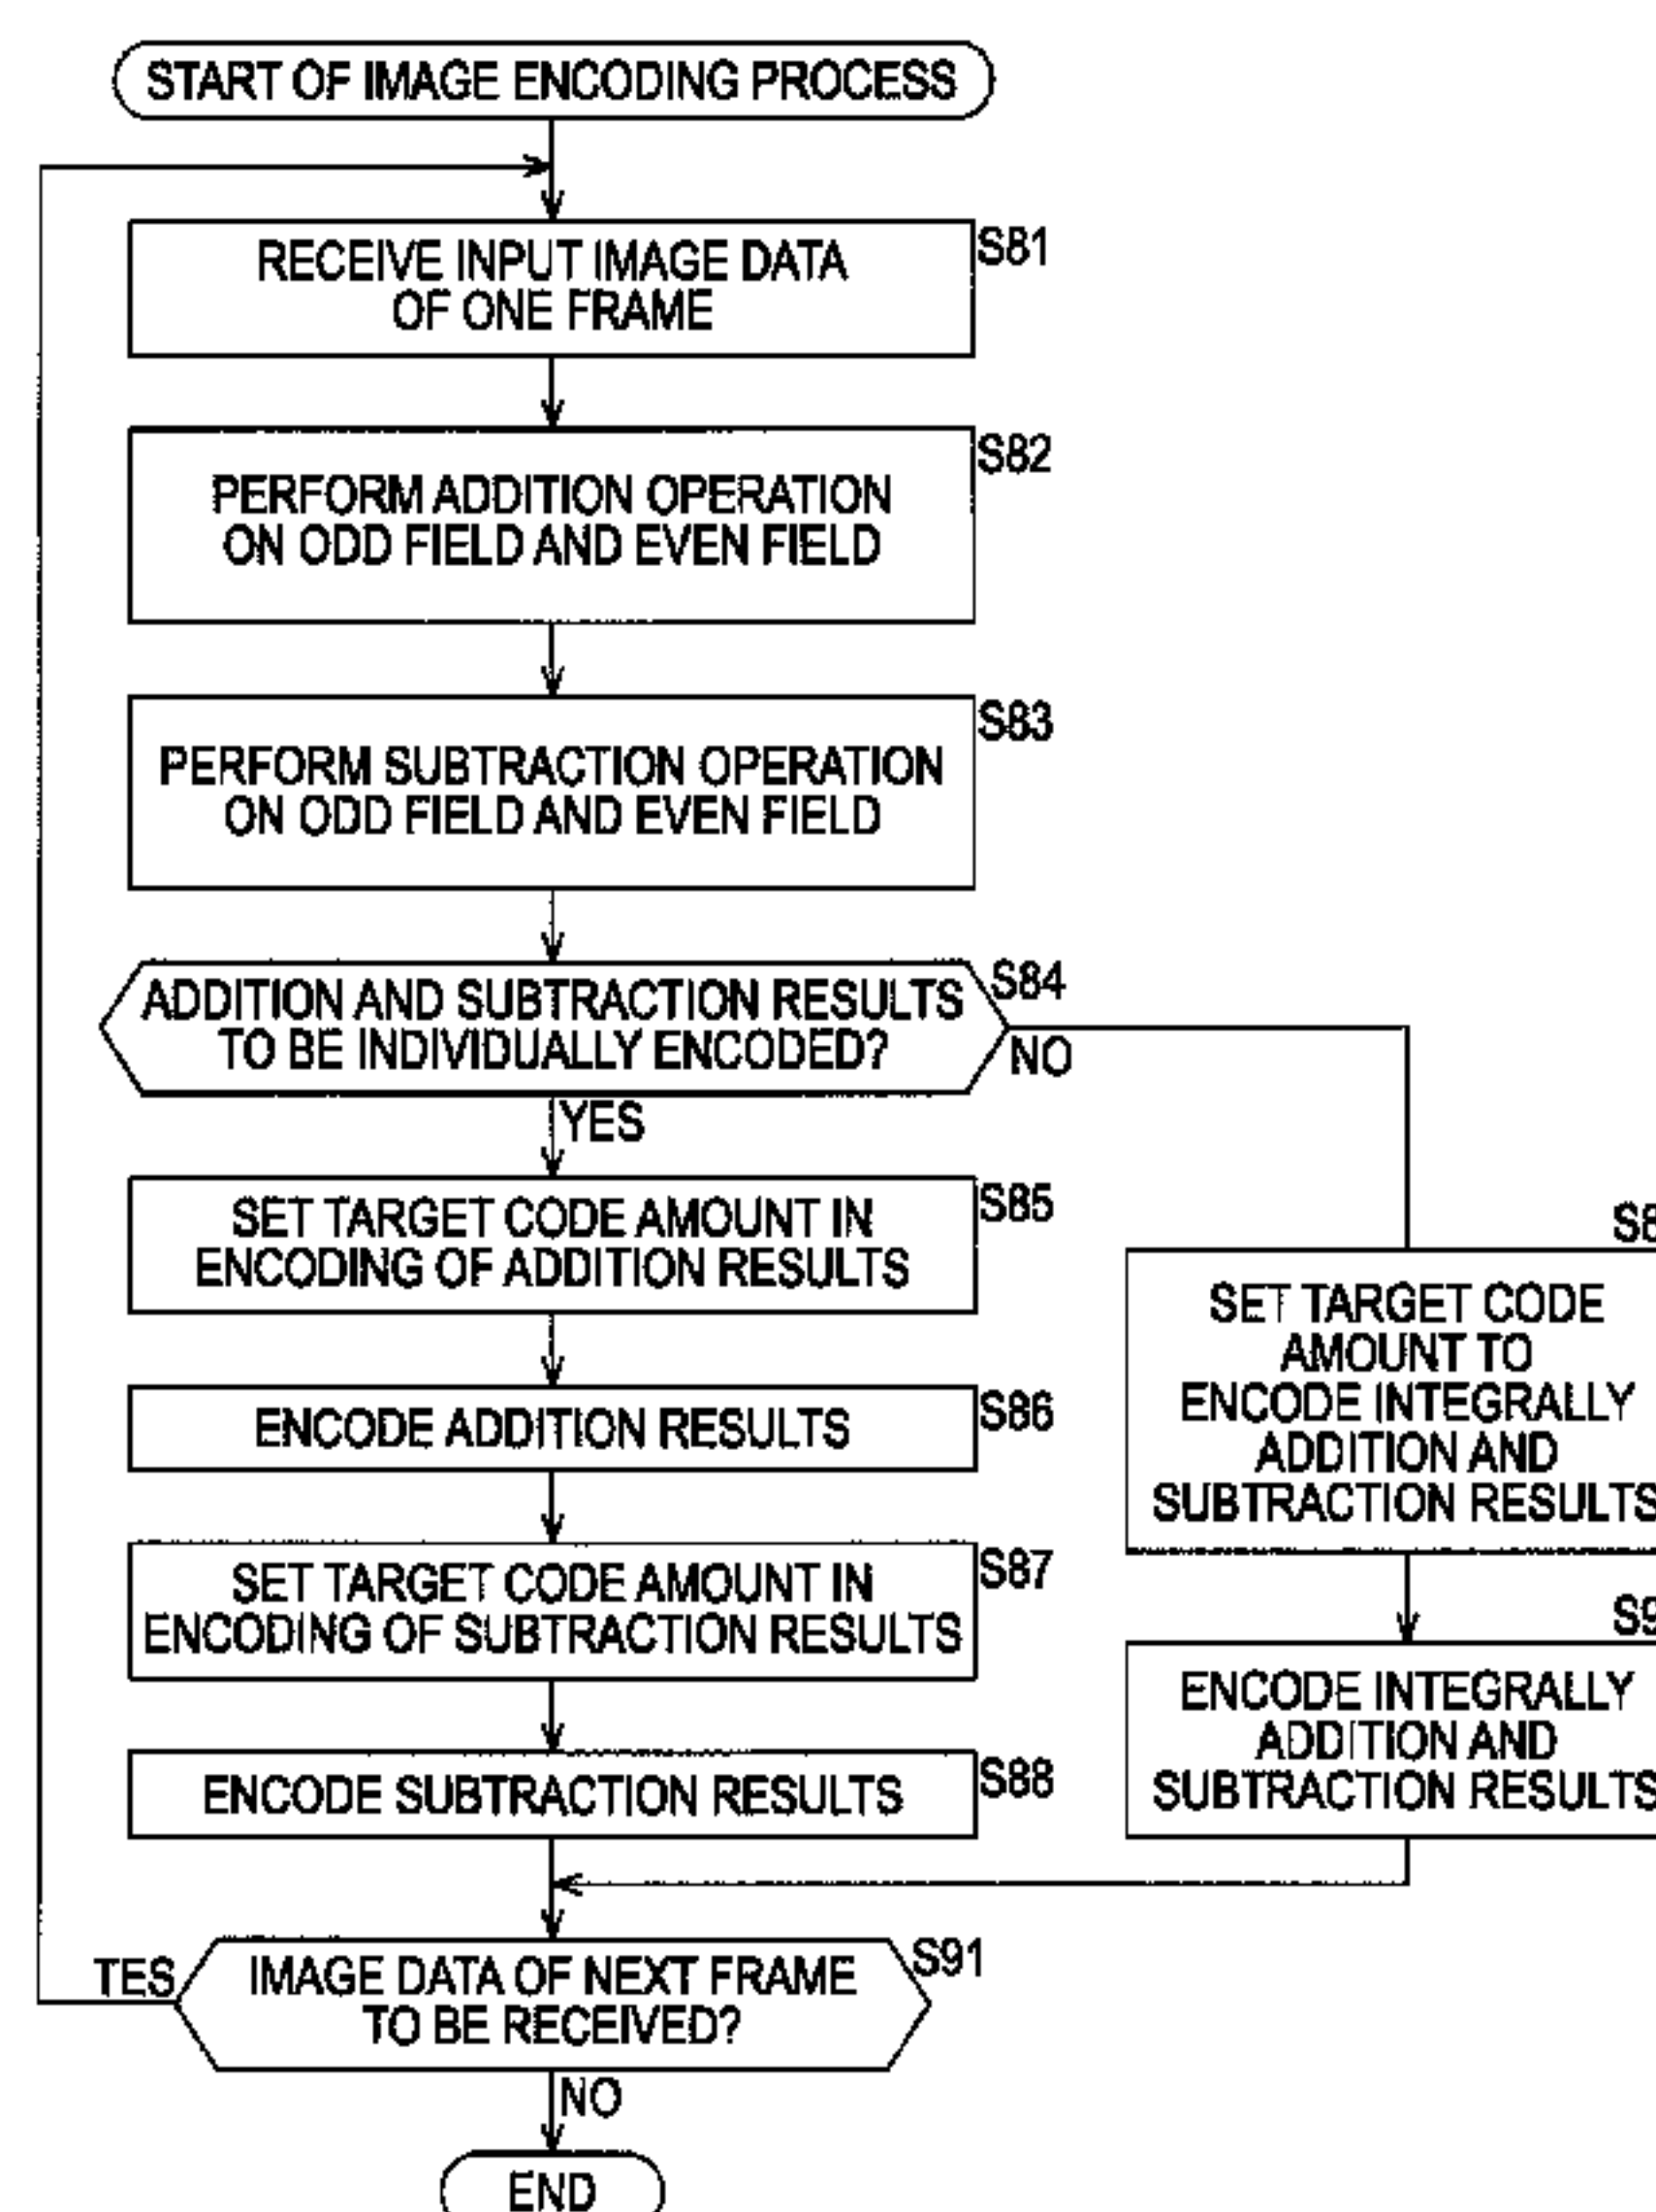 START OF IMAGE ENCODING PROCESS
S81
RECEIVE INPUT IMAGE DATA
OF ONE FRAME
S82
PERFORM ADDITION OPERATION
ON ODD FIELD AND EVEN FIELD
S83
PERFORM SUBTRACTION OPERATION
ON ODD FIELD AND EVEN FIELD
S84
ADDITION AND SUBTRACTION RESULTS
TO BE INDIVIDUALLY ENCODED?
NO
YES
S85
SET TARGET CODE AMOUNT IN
ENCODING OF ADDITION RESULTS
S86
ENCODE ADDITION RESULTS
S87
SET TARGET CODE AMOUNT IN
ENCODING OF SUBTRACTION RESULTS
S88
ENCODE SUBTRACTION RESULTS
SET TARGET CODE
AMOUNT TO
ENCODE INTEGRALLY
ADDITION AND
SUBTRACTION RESULTS
ENCODE INTEGRALLY
ADDITION AND
SUBTRACTION RESULTS
S91
TES
IMAGE DATA OF NEXT FRAME
TO BE RECEIVED?
NO
END